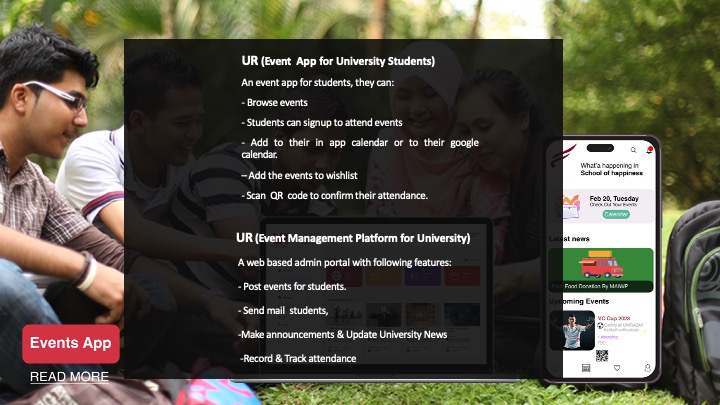 UR (Event App for University Students)
An event app for students, they can:
- Browse events
- Students can signup to attend events
- Add to their in app calendar or to their google
calendar.
– Add the events to wishlist
- Scan QR code to confirm their attendance.
UR (Event Management Platform for University)
A web based admin portal with following features:
- Post events for students.
- Send mail students,
-Make announcements & Update University News
-Record & Track attendance
Events App
READ MORE
What'a happening in
School of happiness
Feb 20, Tuesday
Check Out Your Events
Calender
Latest news
Food Donation By MAWP
Upcoming Events
VC Cup 2023